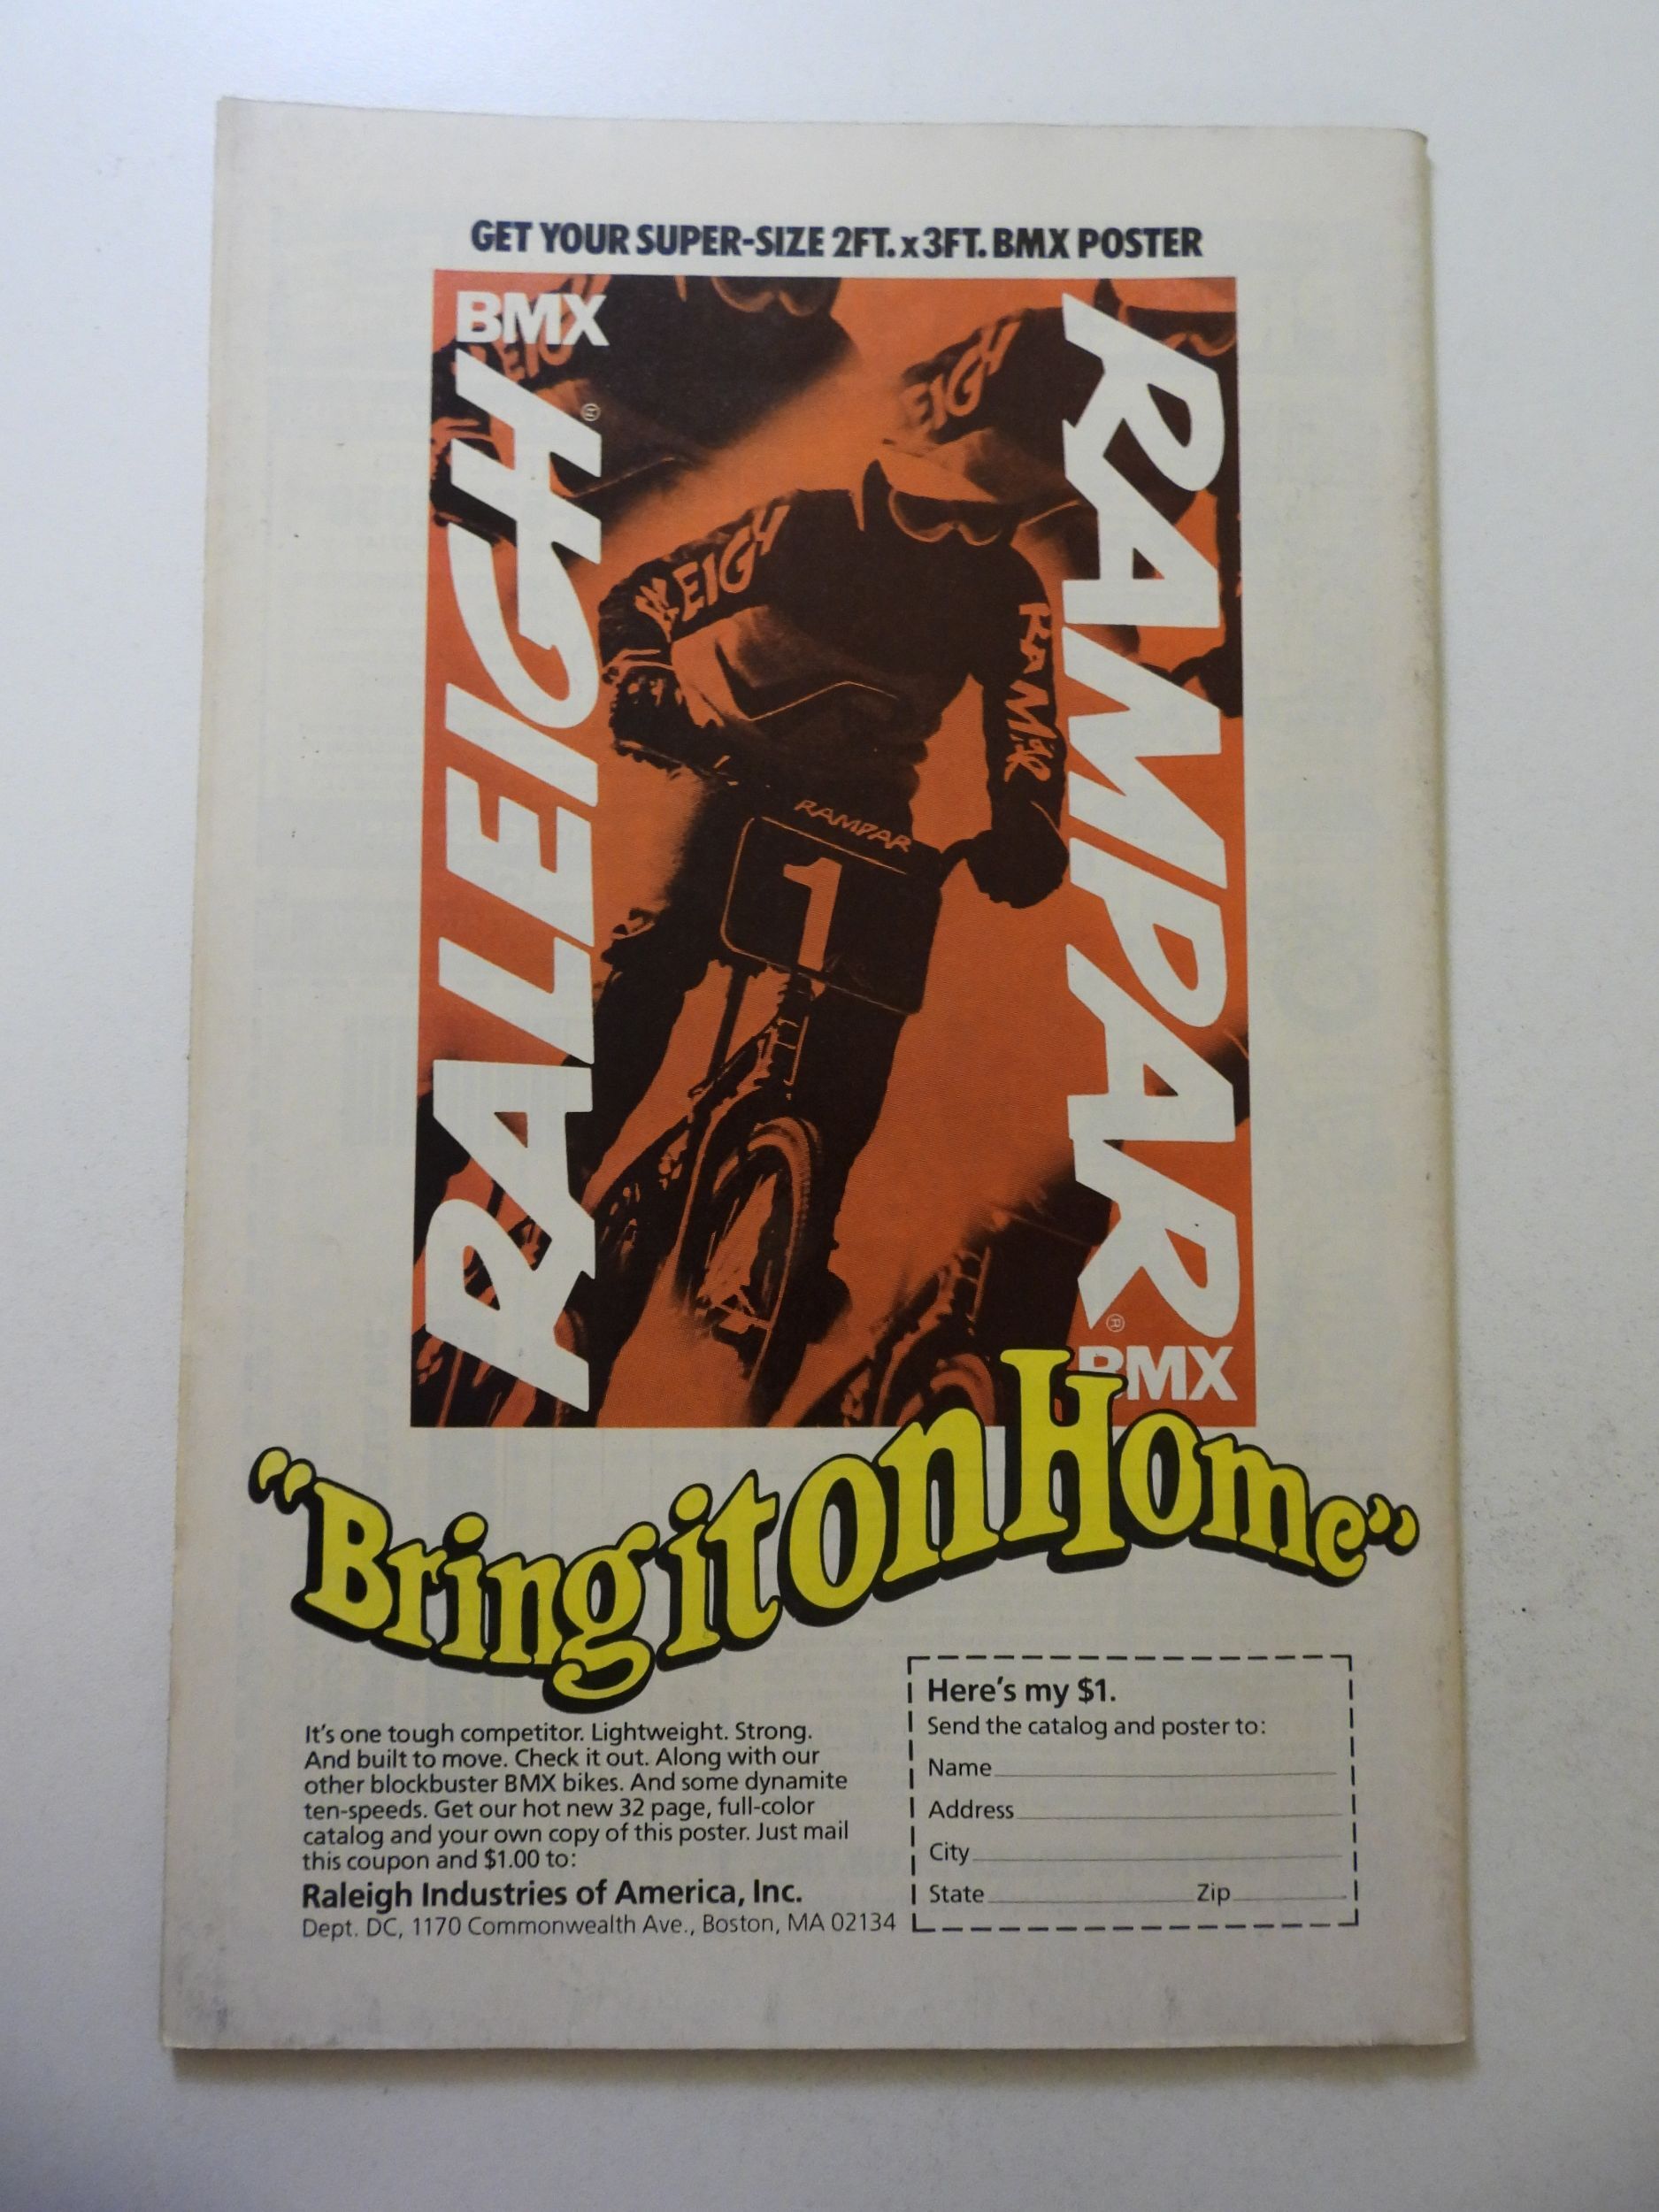 GET YOUR SUPER-SIZE 2FT. x 3FT. BMX POSTER
BMX
RALEIGH®
RAMPAR®
BMX
EIG
EIGH
RALEIGH
RAMPAR
1
"Bring it on Home"
It's one tough competitor. Lightweight. Strong.
And built to move. Check it out. Along with our
other blockbuster BMX bikes. And some dynamite
ten-speeds. Get our hot new 32 page, full-color
catalog and your own copy of this poster. Just mail
this coupon and $1.00 to:
Raleigh Industries of America, Inc.
Dept. DC, 1170 Commonwealth Ave., Boston, MA 02134
Here's my $1.
Send the catalog and poster to:
Name
Address
City
State Zip